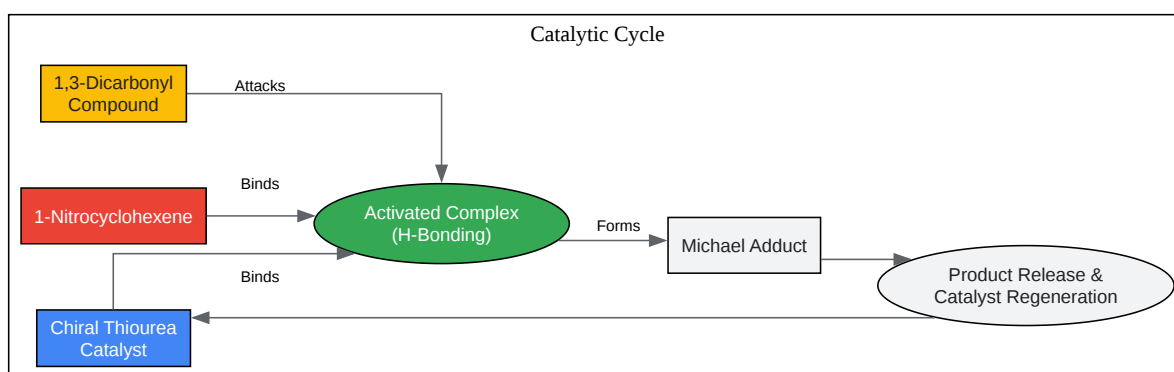 Catalytic Cycle
1,3-Dicarbonyl
Compound
Attacks
1-Nitrocyclohexene
Binds
Activated Complex
(H-Bonding)
Forms
Michael Adduct
Product Release &
Catalyst Regeneration
Binds
Chiral Thiourea
Catalyst